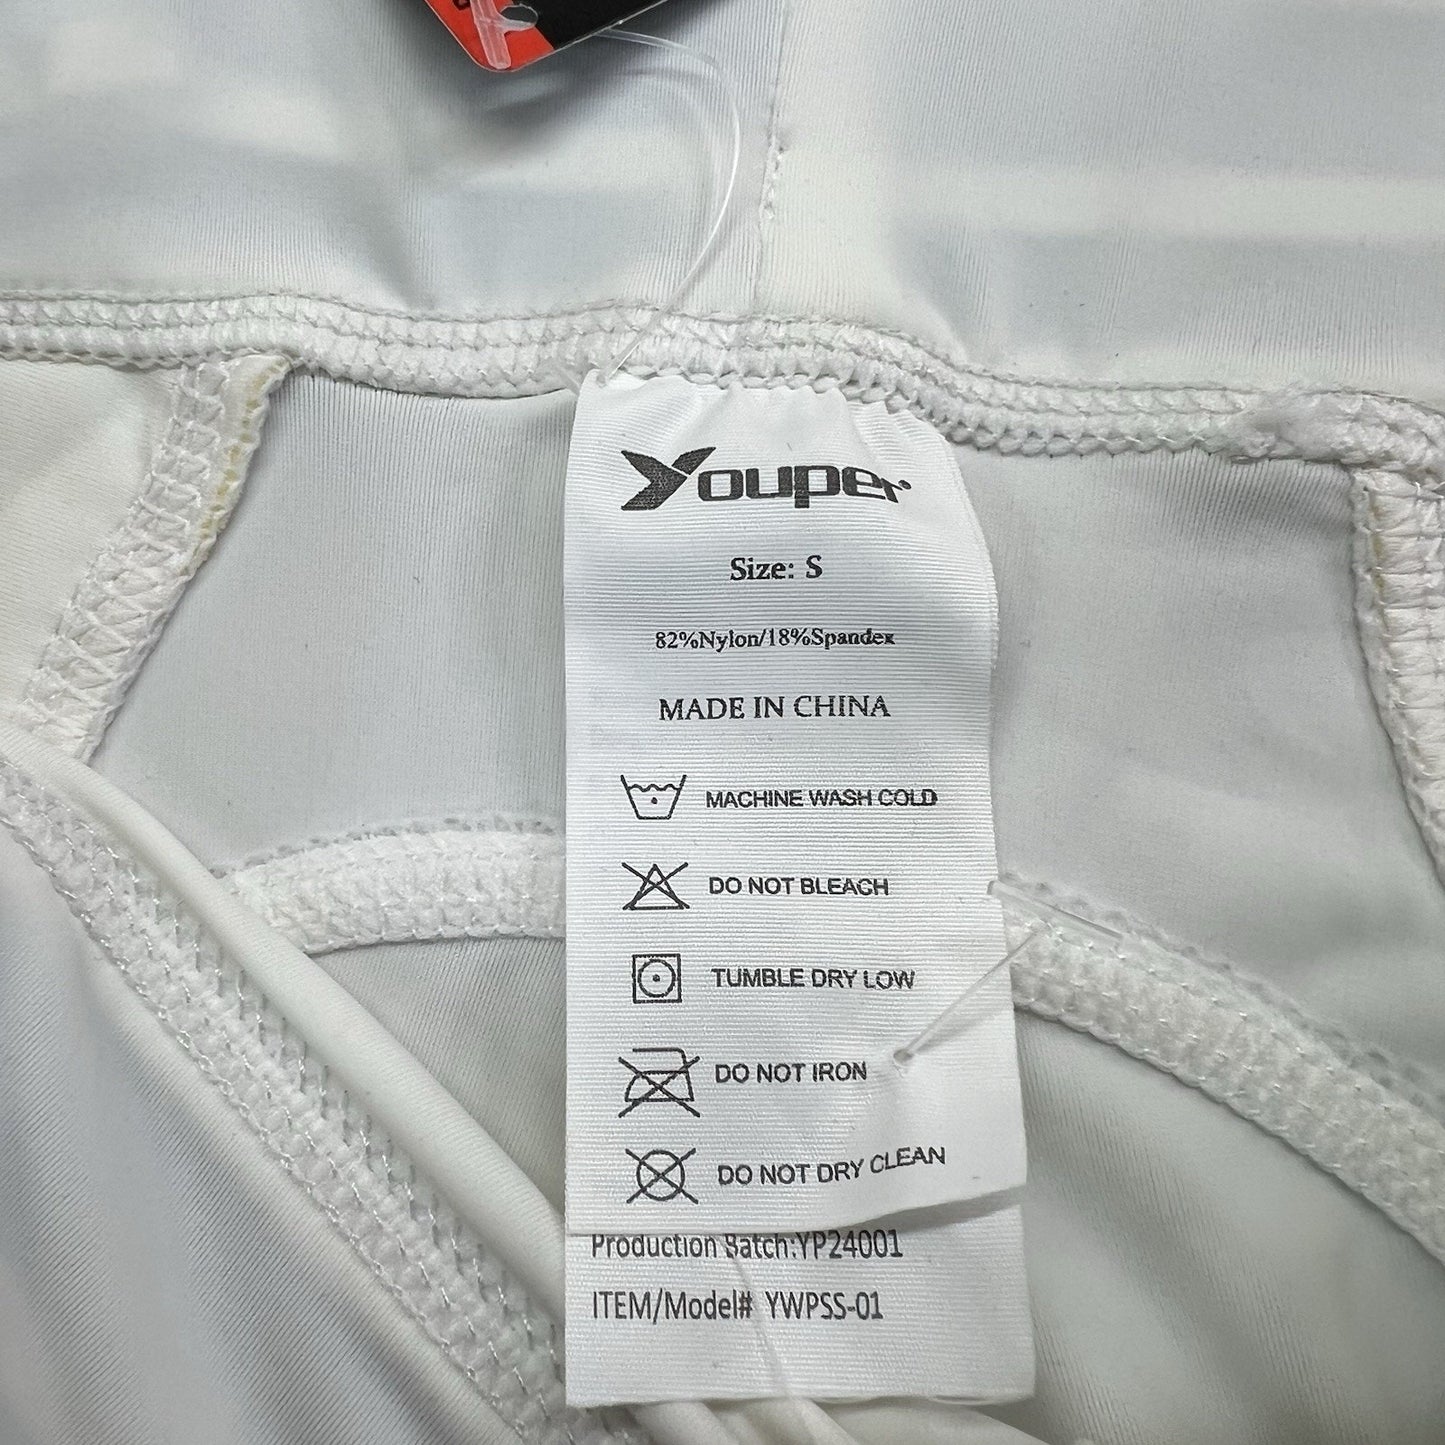 Youper
Size: S
82%Nylon/18%Spandex
MADE IN CHINA
MACHINE WASH COLD
DO NOT BLEACH
TUMBLE DRY LOW
DO NOT IRON
DO NOT DRY CLEAN
Production Batch:YP24001
ITEM/Model# YWPSS-01